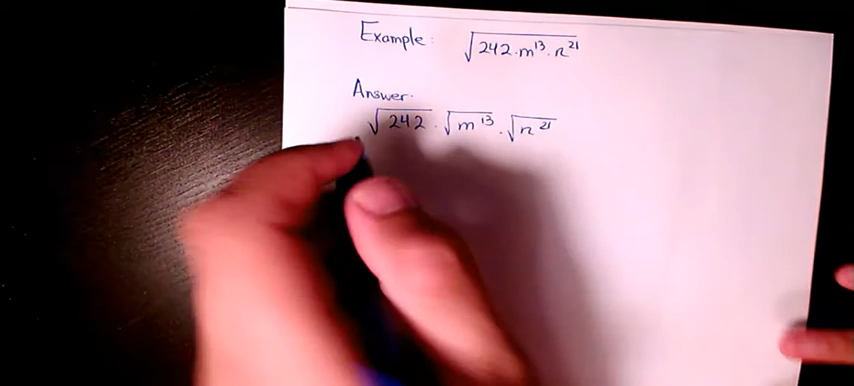 Example: √(242·m¹³·n²¹)
Answer.
√242 · √m¹³ · √n²¹